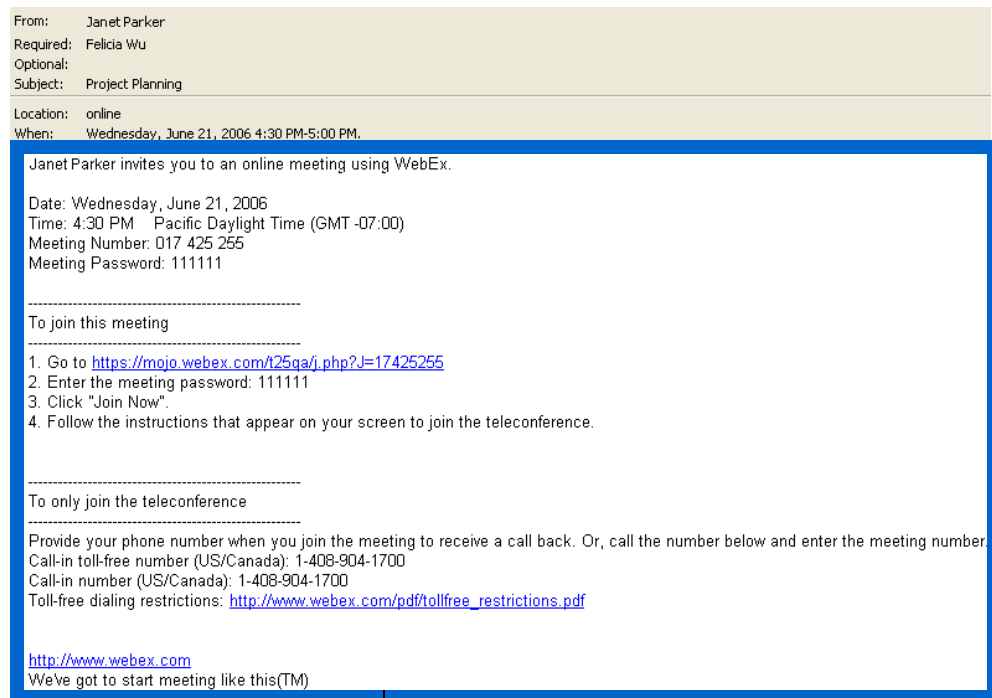 From: Janet Parker
Required: Felicia Wu
Optional:
Subject: Project Planning
Location: online
When: Wednesday, June 21, 2006 4:30 PM-5:00 PM.
Janet Parker invites you to an online meeting using WebEx.
Date: Wednesday, June 21, 2006
Time: 4:30 PM    Pacific Daylight Time (GMT -07:00)
Meeting Number: 017 425 255
Meeting Password: 111111
-------------------------------------------------------
To join this meeting
-------------------------------------------------------
1. Go to https://mojo.webex.com/t25qa/j.php?J=17425255
2. Enter the meeting password: 111111
3. Click "Join Now".
4. Follow the instructions that appear on your screen to join the teleconference.
-------------------------------------------------------
To only join the teleconference
-------------------------------------------------------
Provide your phone number when you join the meeting to receive a call back. Or, call the number below and enter the meeting number.
Call-in toll-free number (US/Canada): 1-408-904-1700
Call-in number (US/Canada): 1-408-904-1700
Toll-free dialing restrictions: http://www.webex.com/pdf/tollfree_restrictions.pdf
http://www.webex.com
We've got to start meeting like this(TM)